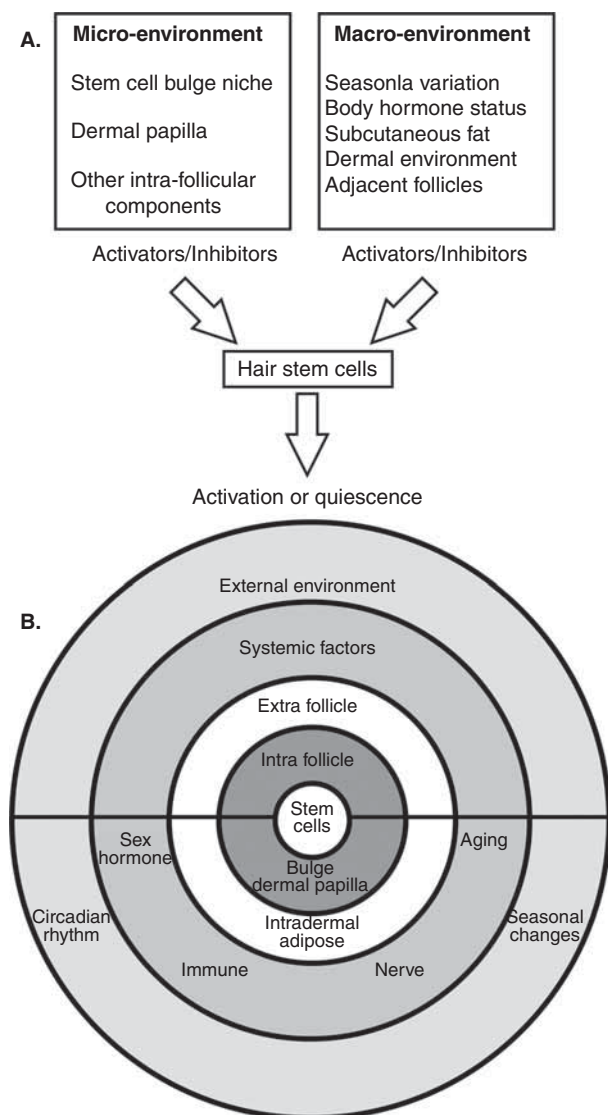 A.
Micro-environment
Stem cell bulge niche
Dermal papilla
Other intra-follicular
components
Macro-environment
Seasonla variation
Body hormone status
Subcutaneous fat
Dermal environment
Adjacent follicles
Activators/Inhibitors
Activators/Inhibitors
Hair stem cells
Activation or quiescence
B.
External environment
Systemic factors
Extra follicle
Intra follicle
Stem
cells
Bulge
dermal papilla
Intradermal
adipose
Sex
hormone
Aging
Immune
Nerve
Circadian
rhythm
Seasonal
changes